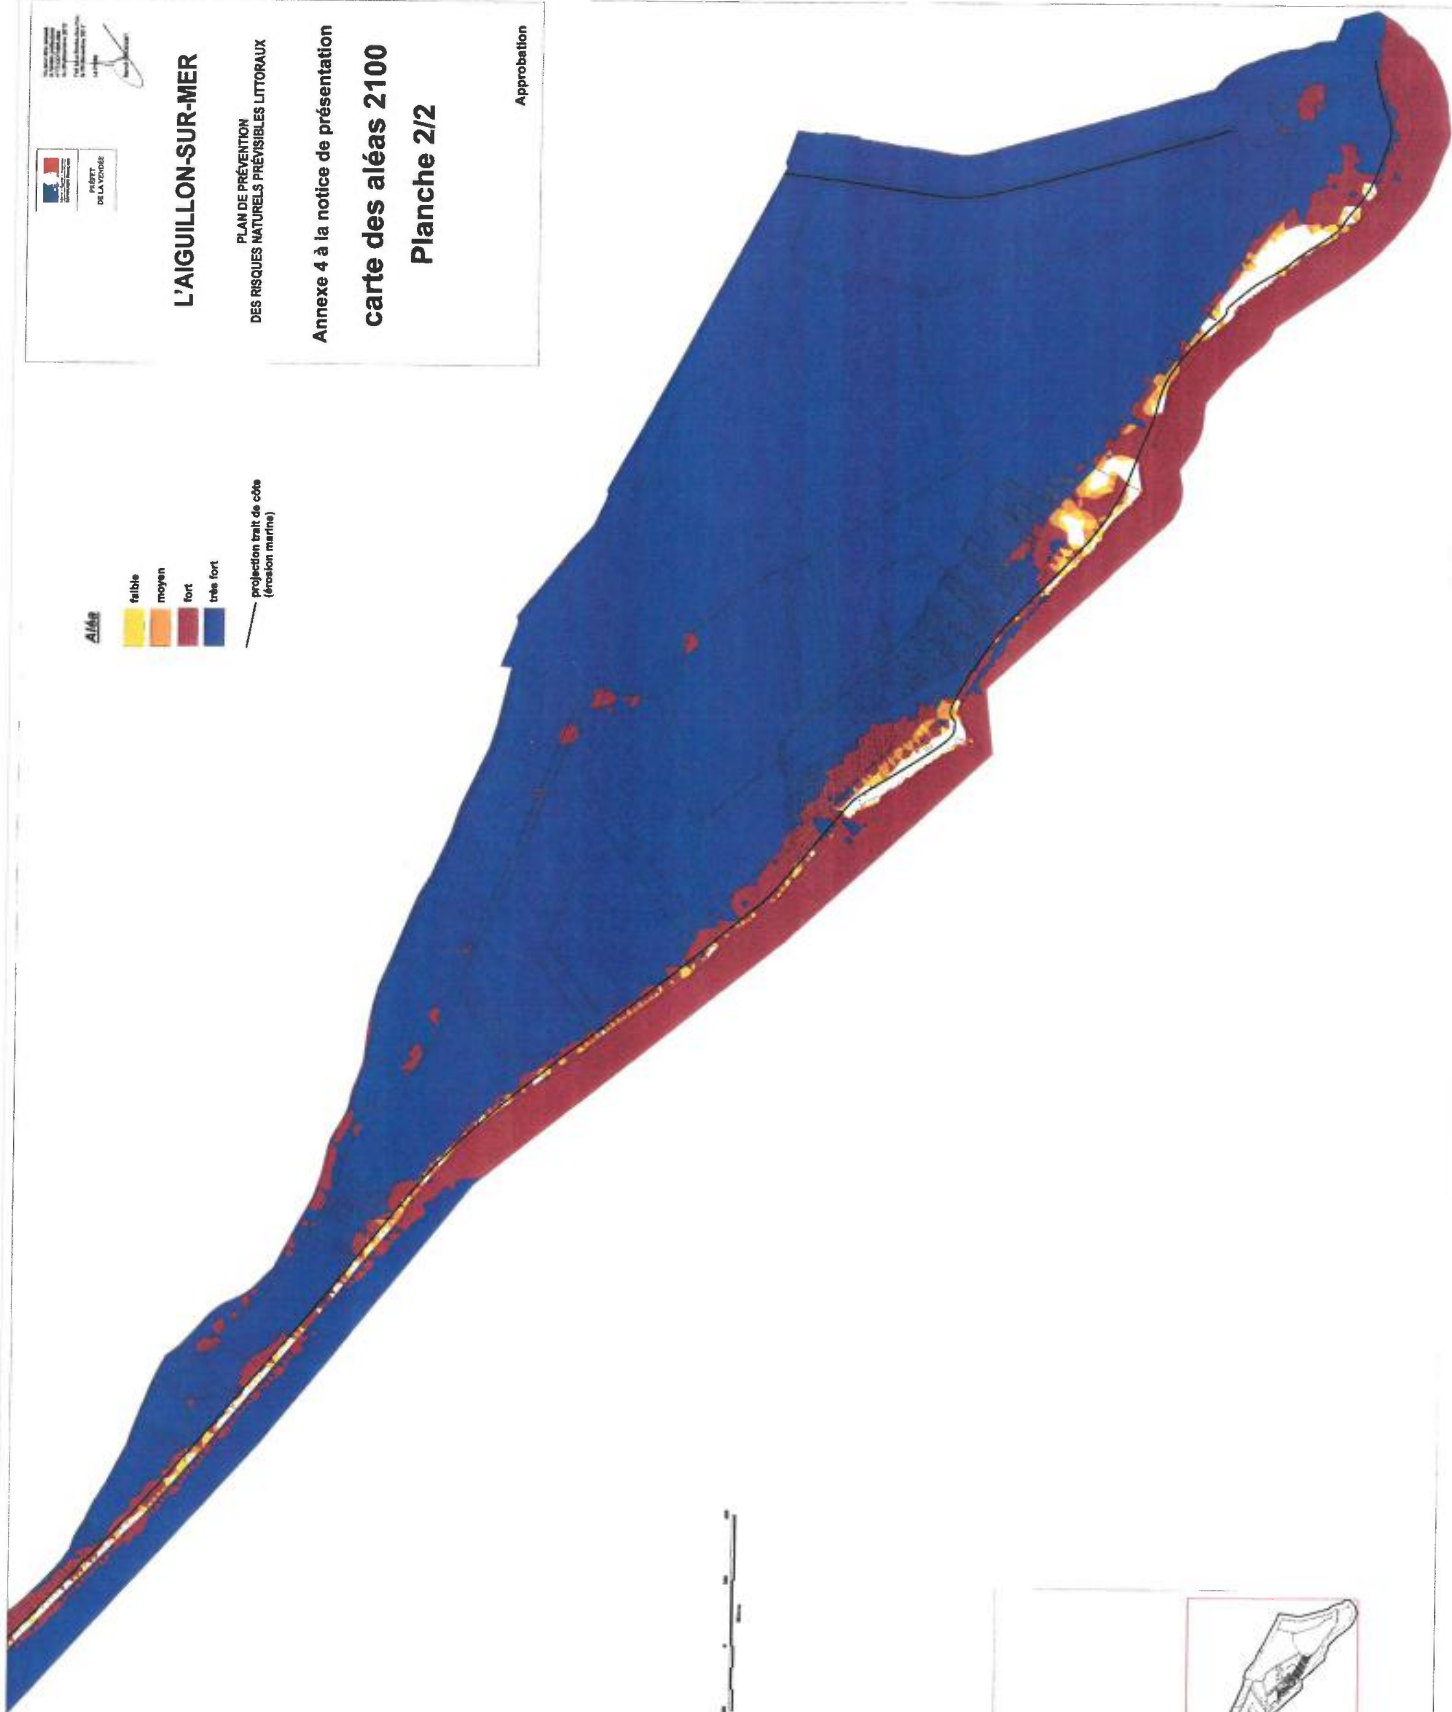 PRÉFET
DE LA VENDÉE
L'AIGUILLON-SUR-MER
PLAN DE PRÉVENTION
DES RISQUES NATURELS PRÉVISIBLES LITTORAUX
Annexe 4 à la notice de présentation
carte des aléas 2100
Planche 2/2
Approbation
Aléa
faible
moyen
fort
très fort
projection trait de côte
(érosion marine)